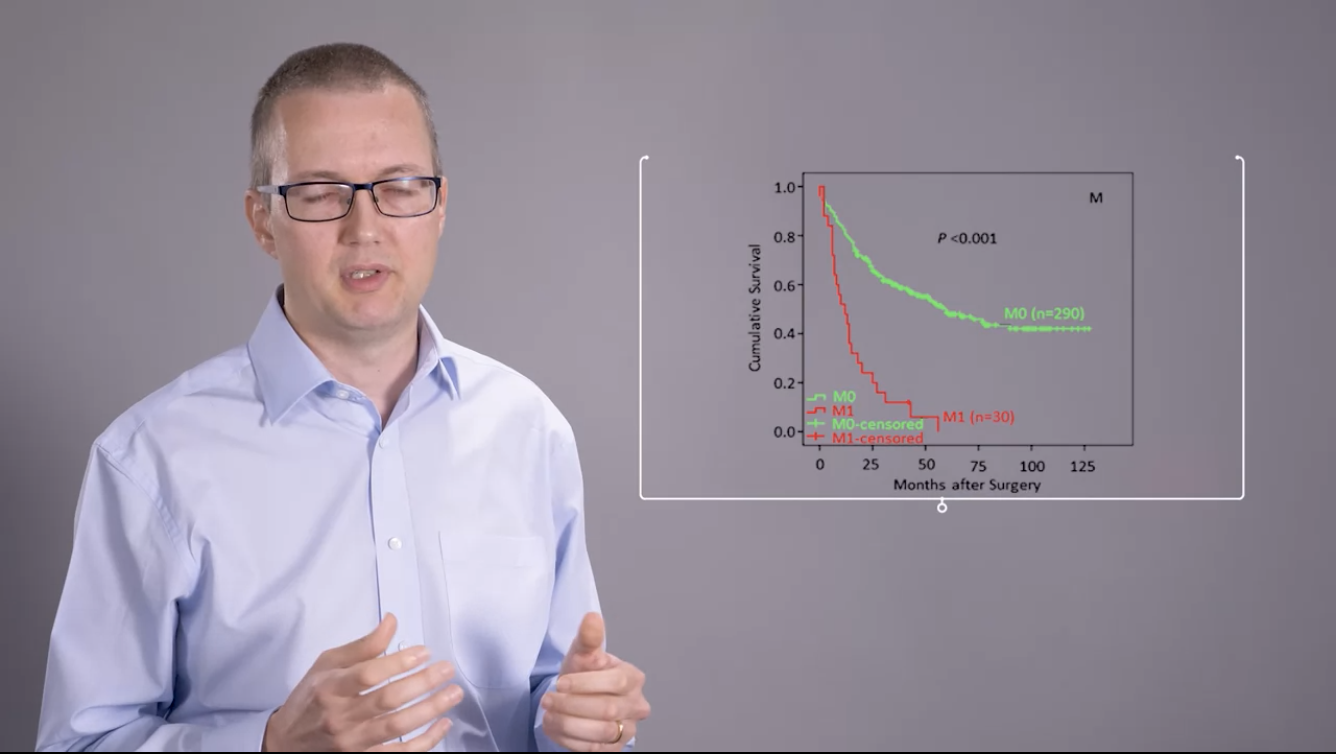 M
P <0.001
1.0
0.8
0.6
0.4
0.2
0.0
Cumulative Survival
M0 (n=290)
M1 (n=30)
M0
M1
M0-censored
M1-censored
0 25 50 75 100 125
Months after Surgery